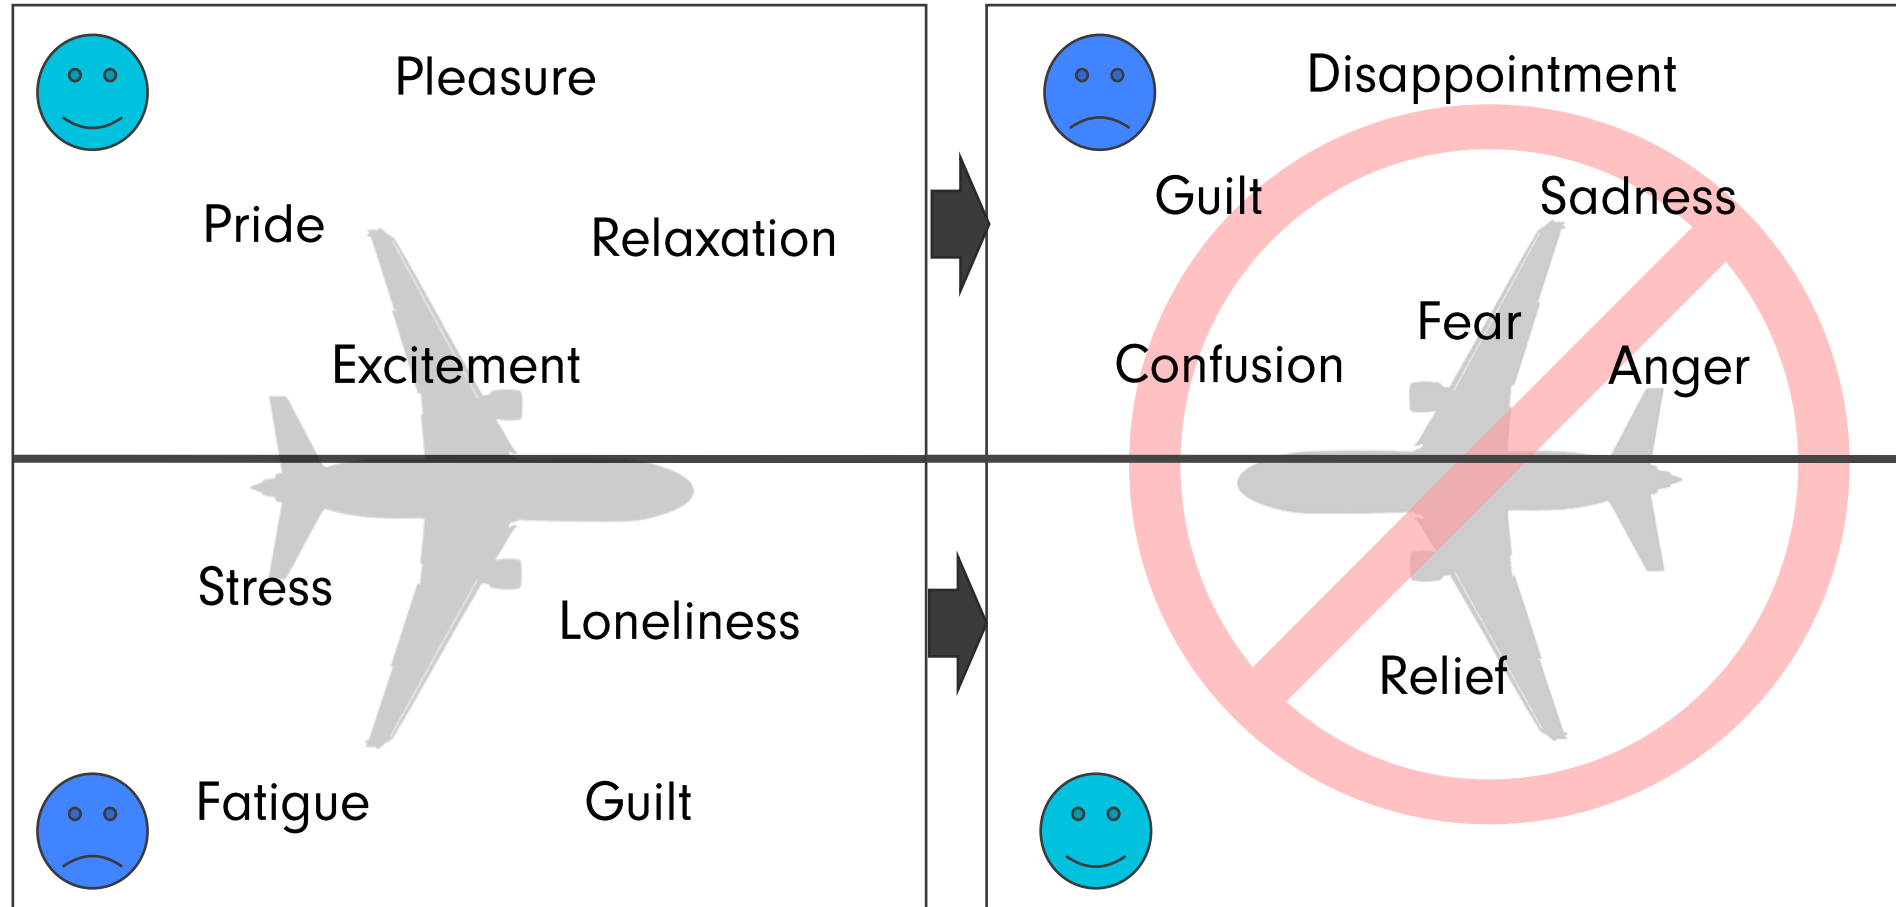 Pleasure
Pride
Relaxation
Excitement
Stress
Loneliness
Fatigue
Guilt
Disappointment
Guilt
Sadness
Fear
Confusion
Anger
Relief